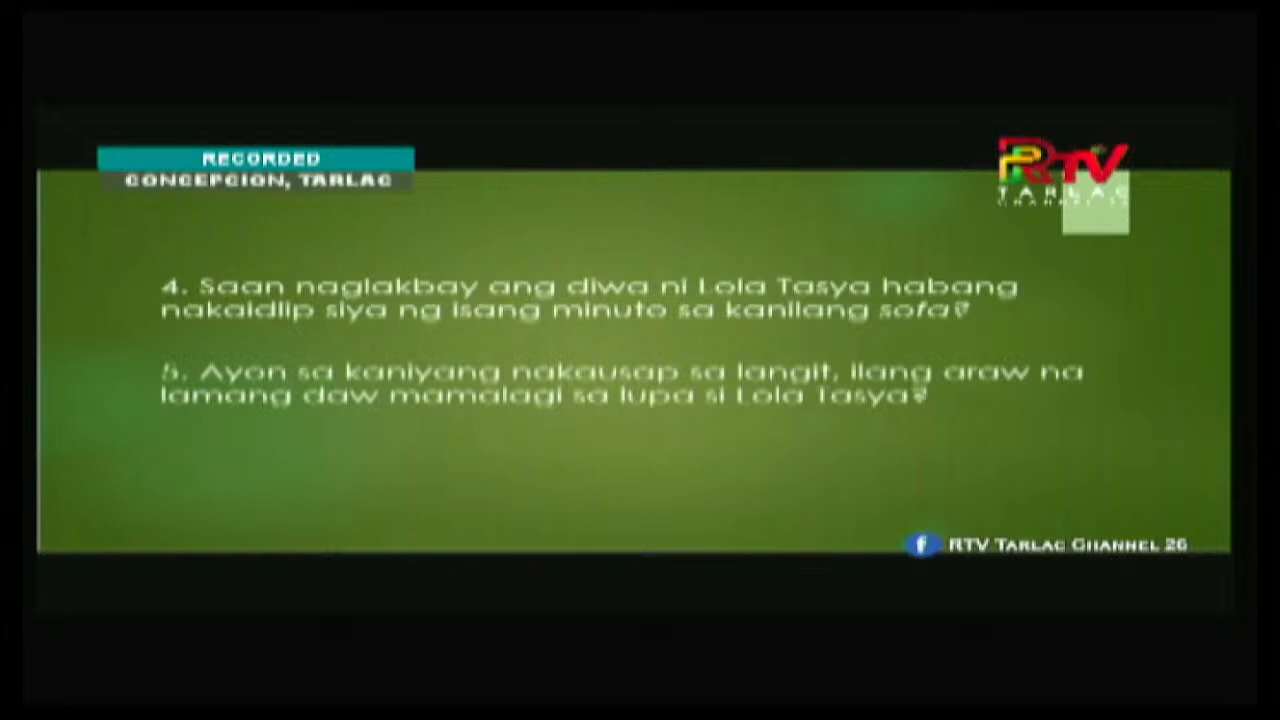 RECORDED
CONCEPCION, TARLAC
RTV
TARLAC
4. Saan naglakbay ang diwa ni Lola Tasya habang
nakaidlip siya ng isang minuto sa kanilang sofa?
5. Ayon sa kaniyang nakausap sa langit, ilang araw na
lamang daw mamalagi sa lupa si Lola Tasya?
f RTV TARLAC CHANNEL 26